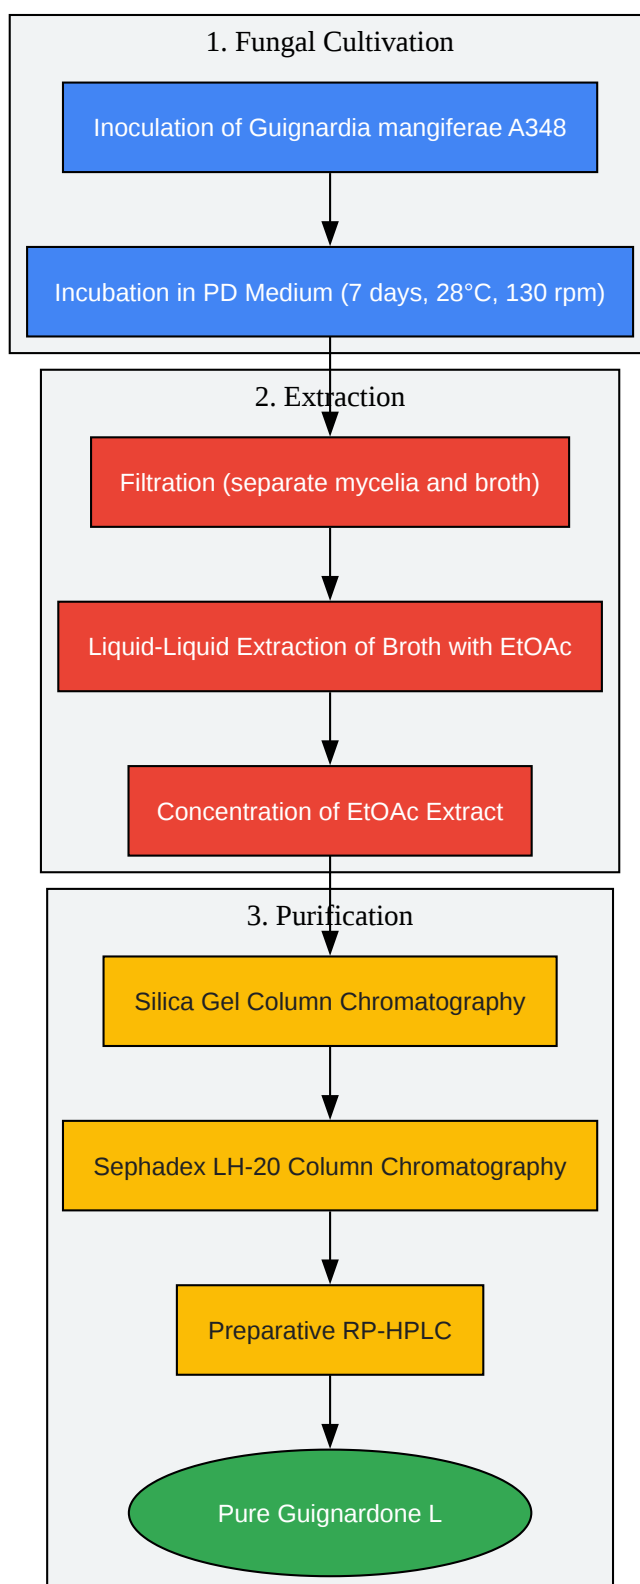 1. Fungal Cultivation
Inoculation of Guignardia mangiferae A348
Incubation in PD Medium (7 days, 28°C, 130 rpm)
2. Extraction
Filtration (separate mycelia and broth)
Liquid-Liquid Extraction of Broth with EtOAc
Concentration of EtOAc Extract
3. Purification
Silica Gel Column Chromatography
Sephadex LH-20 Column Chromatography
Preparative RP-HPLC
Pure Guignardone L